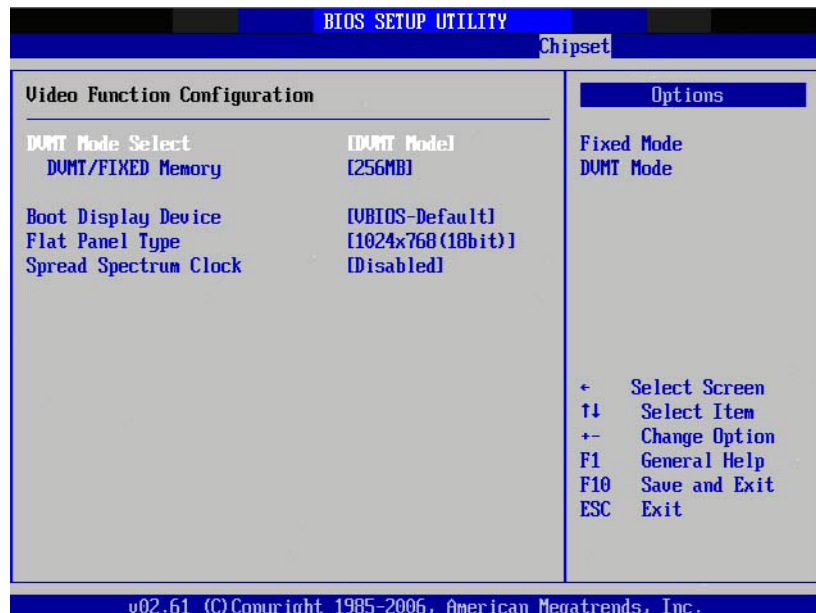 BIOS SETUP UTILITY
Chipset
Video Function Configuration
DVMT Mode Select [DVMT Mode]
DVMT/FIXED Memory [256MB]
Boot Display Device [VBIOS-Default]
Flat Panel Type [1024x768(18bit)]
Spread Spectrum Clock [Disabled]
Options
Fixed Mode
DVMT Mode
← Select Screen
↑↓ Select Item
+- Change Option
F1 General Help
F10 Save and Exit
ESC Exit
v02.61 (C)Copyright 1985-2006, American Megatrends, Inc.